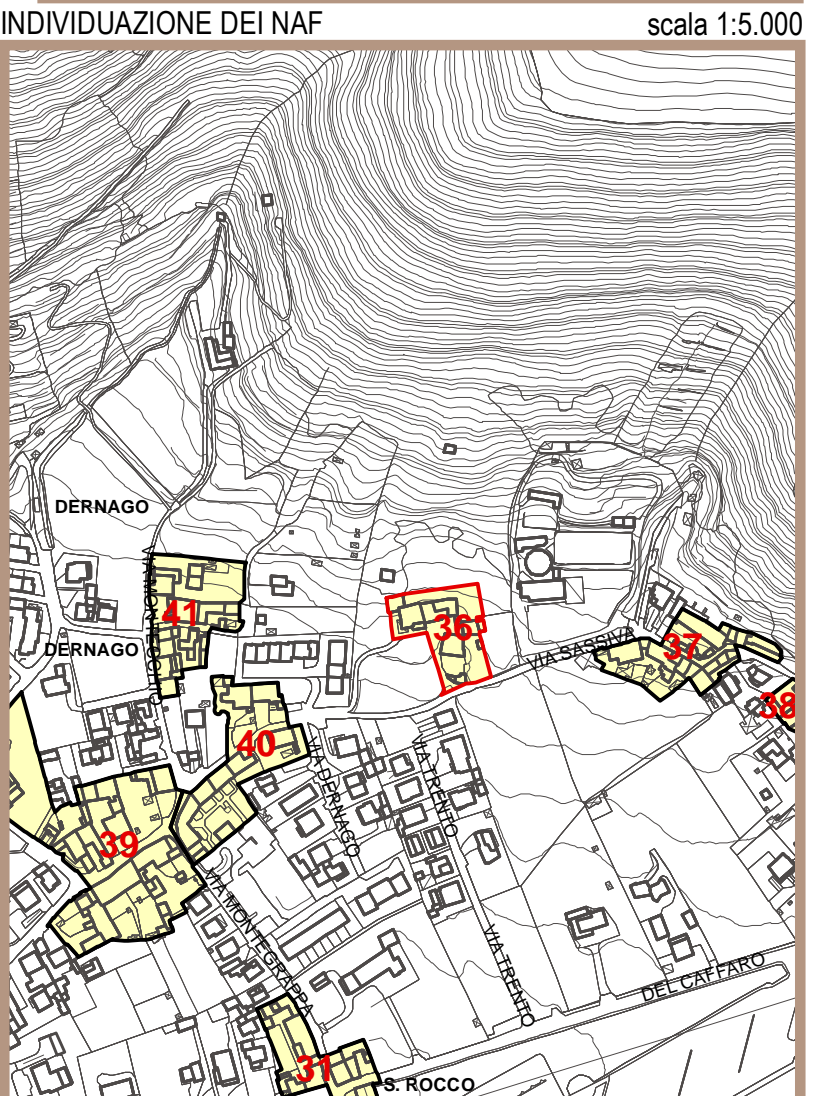 INDIVIDUAZIONE DEI NAF
scala 1:5.000
DERNAGO
41
36
VIA SASSIVA
37
DERNAGO
38
40
VIA DERNAGO
VIA TRENTO
39
VIA MONTEGRAPPA
VIA TRENTO
DEL CAFFARO
31
S. ROCCO